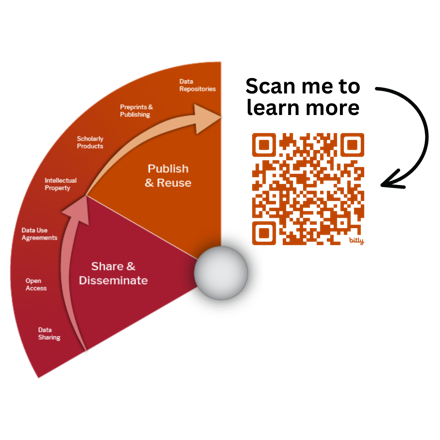 Scan me to
learn more
bitly
Data
Repositories
Preprints &
Publishing
Scholarly
Products
Intellectual
Property
Data Use
Agreements
Open
Access
Data
Sharing
Publish
& Reuse
Share &
Disseminate